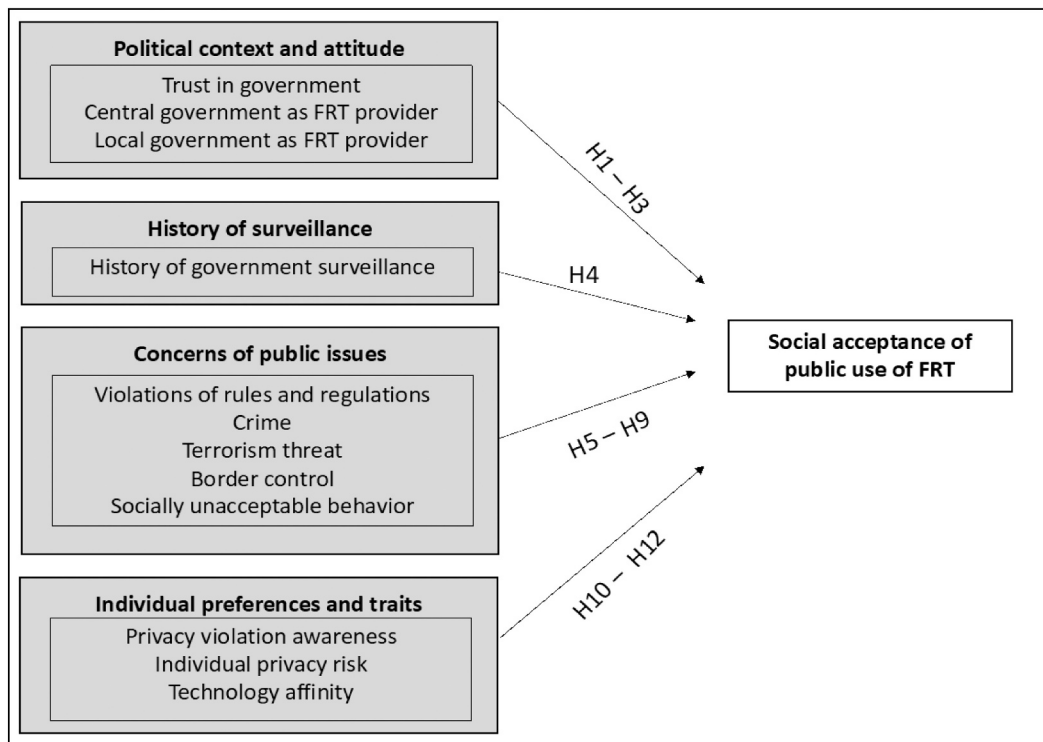 Political context and attitude
Trust in government
Central government as FRT provider
Local government as FRT provider
H1 – H3
History of surveillance
History of government surveillance
H4
Concerns of public issues
Violations of rules and regulations
Crime
Terrorism threat
Border control
Socially unacceptable behavior
H5 – H9
Individual preferences and traits
Privacy violation awareness
Individual privacy risk
Technology affinity
H10 – H12
Social acceptance of
public use of FRT